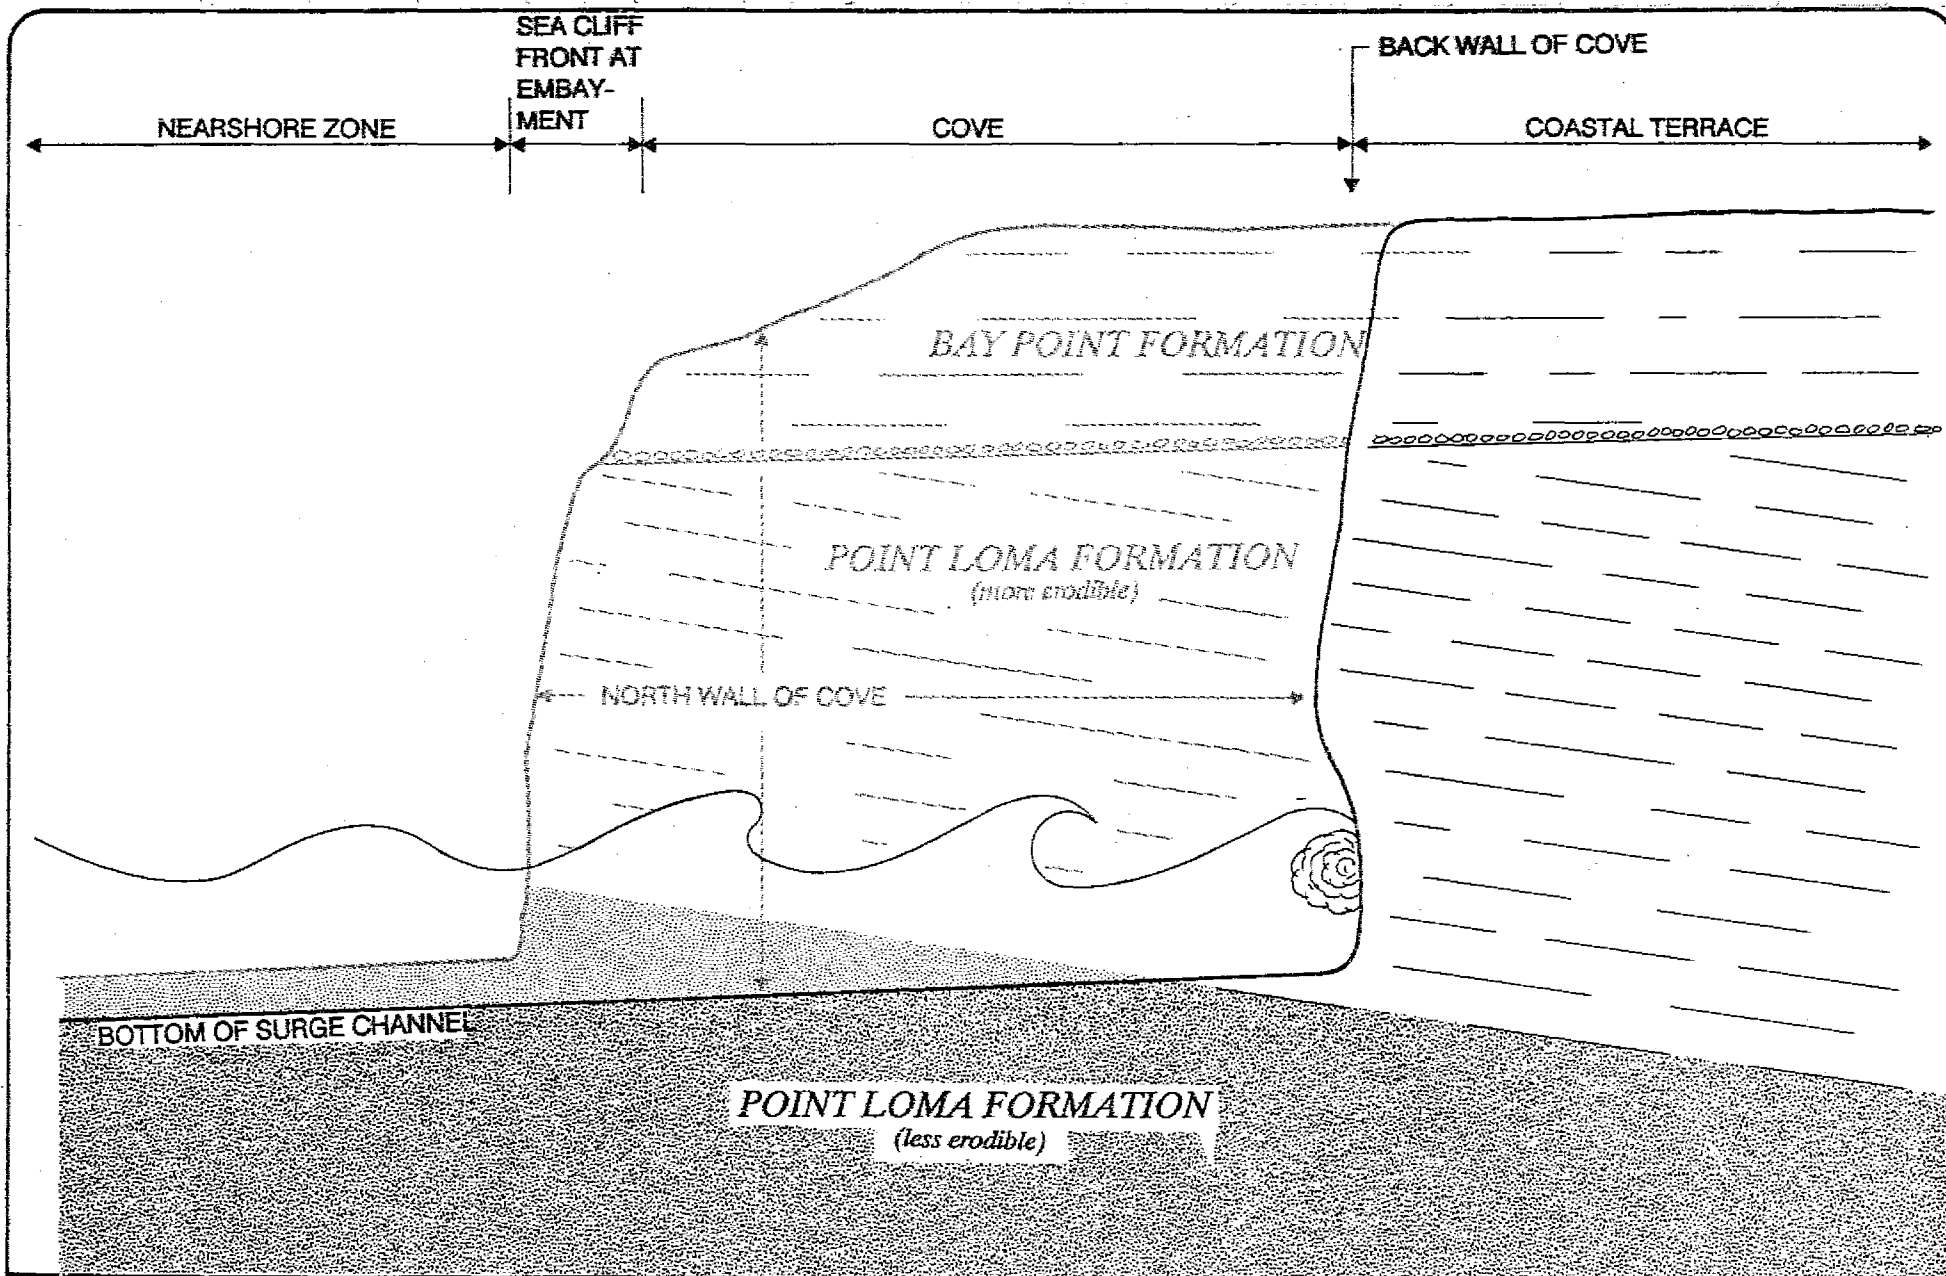 SEA CLIFF
FRONT AT
EMBAY-
MENT
BACK WALL OF COVE
NEARSHORE ZONE
COVE
COASTAL TERRACE
BAY POINT FORMATION
POINT LOMA FORMATION
(more erodible)
NORTH WALL OF COVE
BOTTOM OF SURGE CHANNEL
POINT LOMA FORMATION
(less erodible)